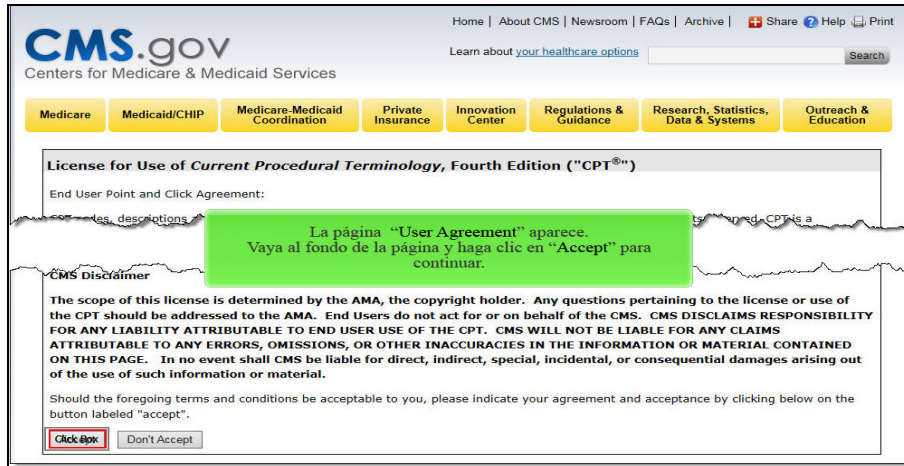 Home | About CMS | Newsroom | FAQs | Archive | Share Help Print
CMS.gov
Learn about your healthcare options
Search
Centers for Medicare & Medicaid Services
Medicare
Medicaid/CHIP
Medicare-Medicaid
Coordination
Private
Insurance
Innovation
Center
Regulations &
Guidance
Research, Statistics,
Data & Systems
Outreach &
Education
License for Use of Current Procedural Terminology, Fourth Edition ("CPT®")
End User Point and Click Agreement:
descriptions
CPT is a
La página “User Agreement” aparece.
Vaya al fondo de la página y haga clic en “Accept” para
continuar.
CMS Disclaimer
The scope of this license is determined by the AMA, the copyright holder. Any questions pertaining to the license or use of
the CPT should be addressed to the AMA. End Users do not act for or on behalf of the CMS. CMS DISCLAIMS RESPONSIBILITY
FOR ANY LIABILITY ATTRIBUTABLE TO END USER USE OF THE CPT. CMS WILL NOT BE LIABLE FOR ANY CLAIMS
ATTRIBUTABLE TO ANY ERRORS, OMISSIONS, OR OTHER INACCURACIES IN THE INFORMATION OR MATERIAL CONTAINED
ON THIS PAGE. In no event shall CMS be liable for direct, indirect, special, incidental, or consequential damages arising out
of the use of such information or material.
Should the foregoing terms and conditions be acceptable to you, please indicate your agreement and acceptance by clicking below on the
button labeled "accept".
Click Box
Don't Accept